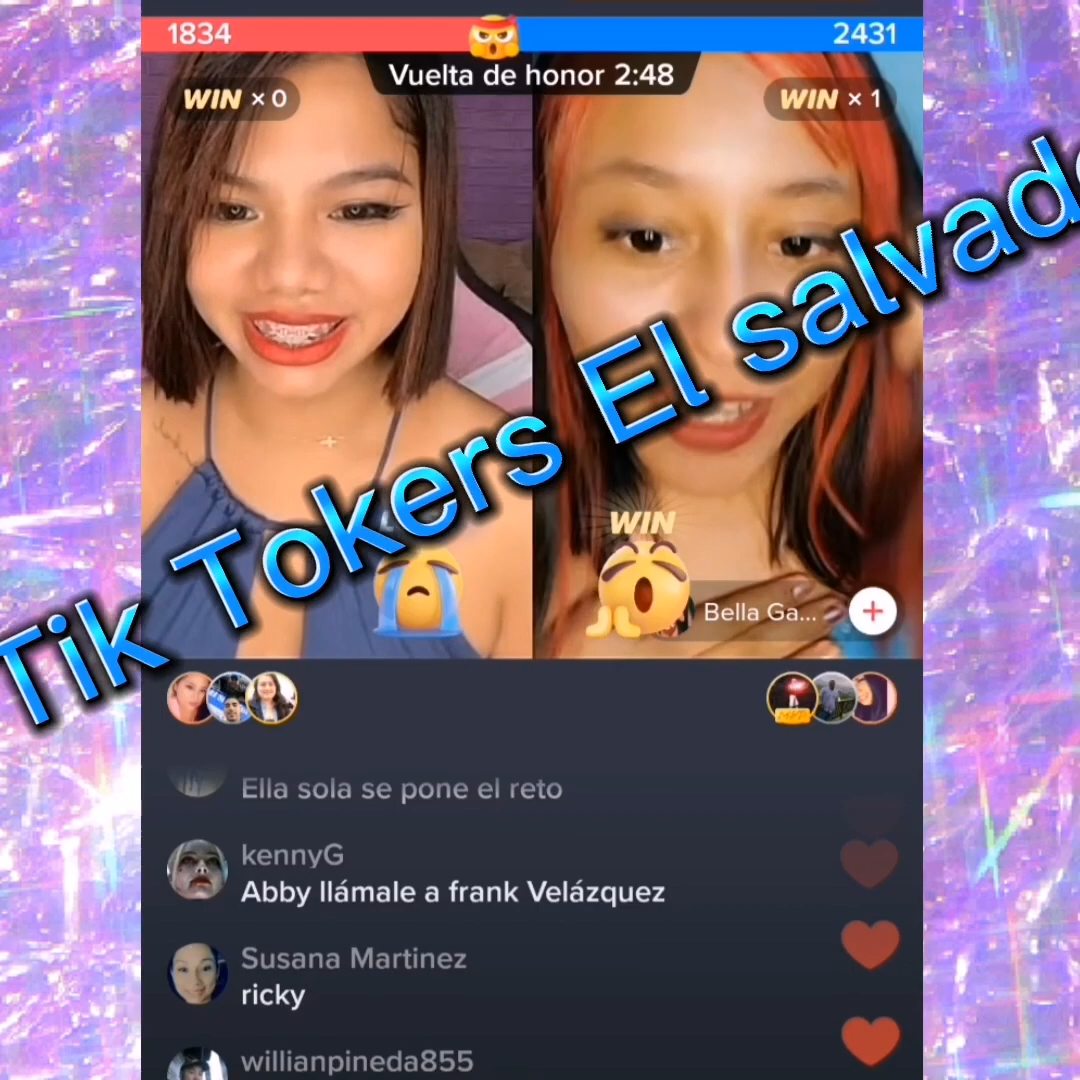 1834
2431
Vuelta de honor 2:48
WIN × 0
WIN × 1
Tik Tokers El salvad
WIN
Bella Ga...
Ella sola se pone el reto
kennyG
Abby llámale a frank Velázquez
Susana Martinez
ricky
willianpineda855